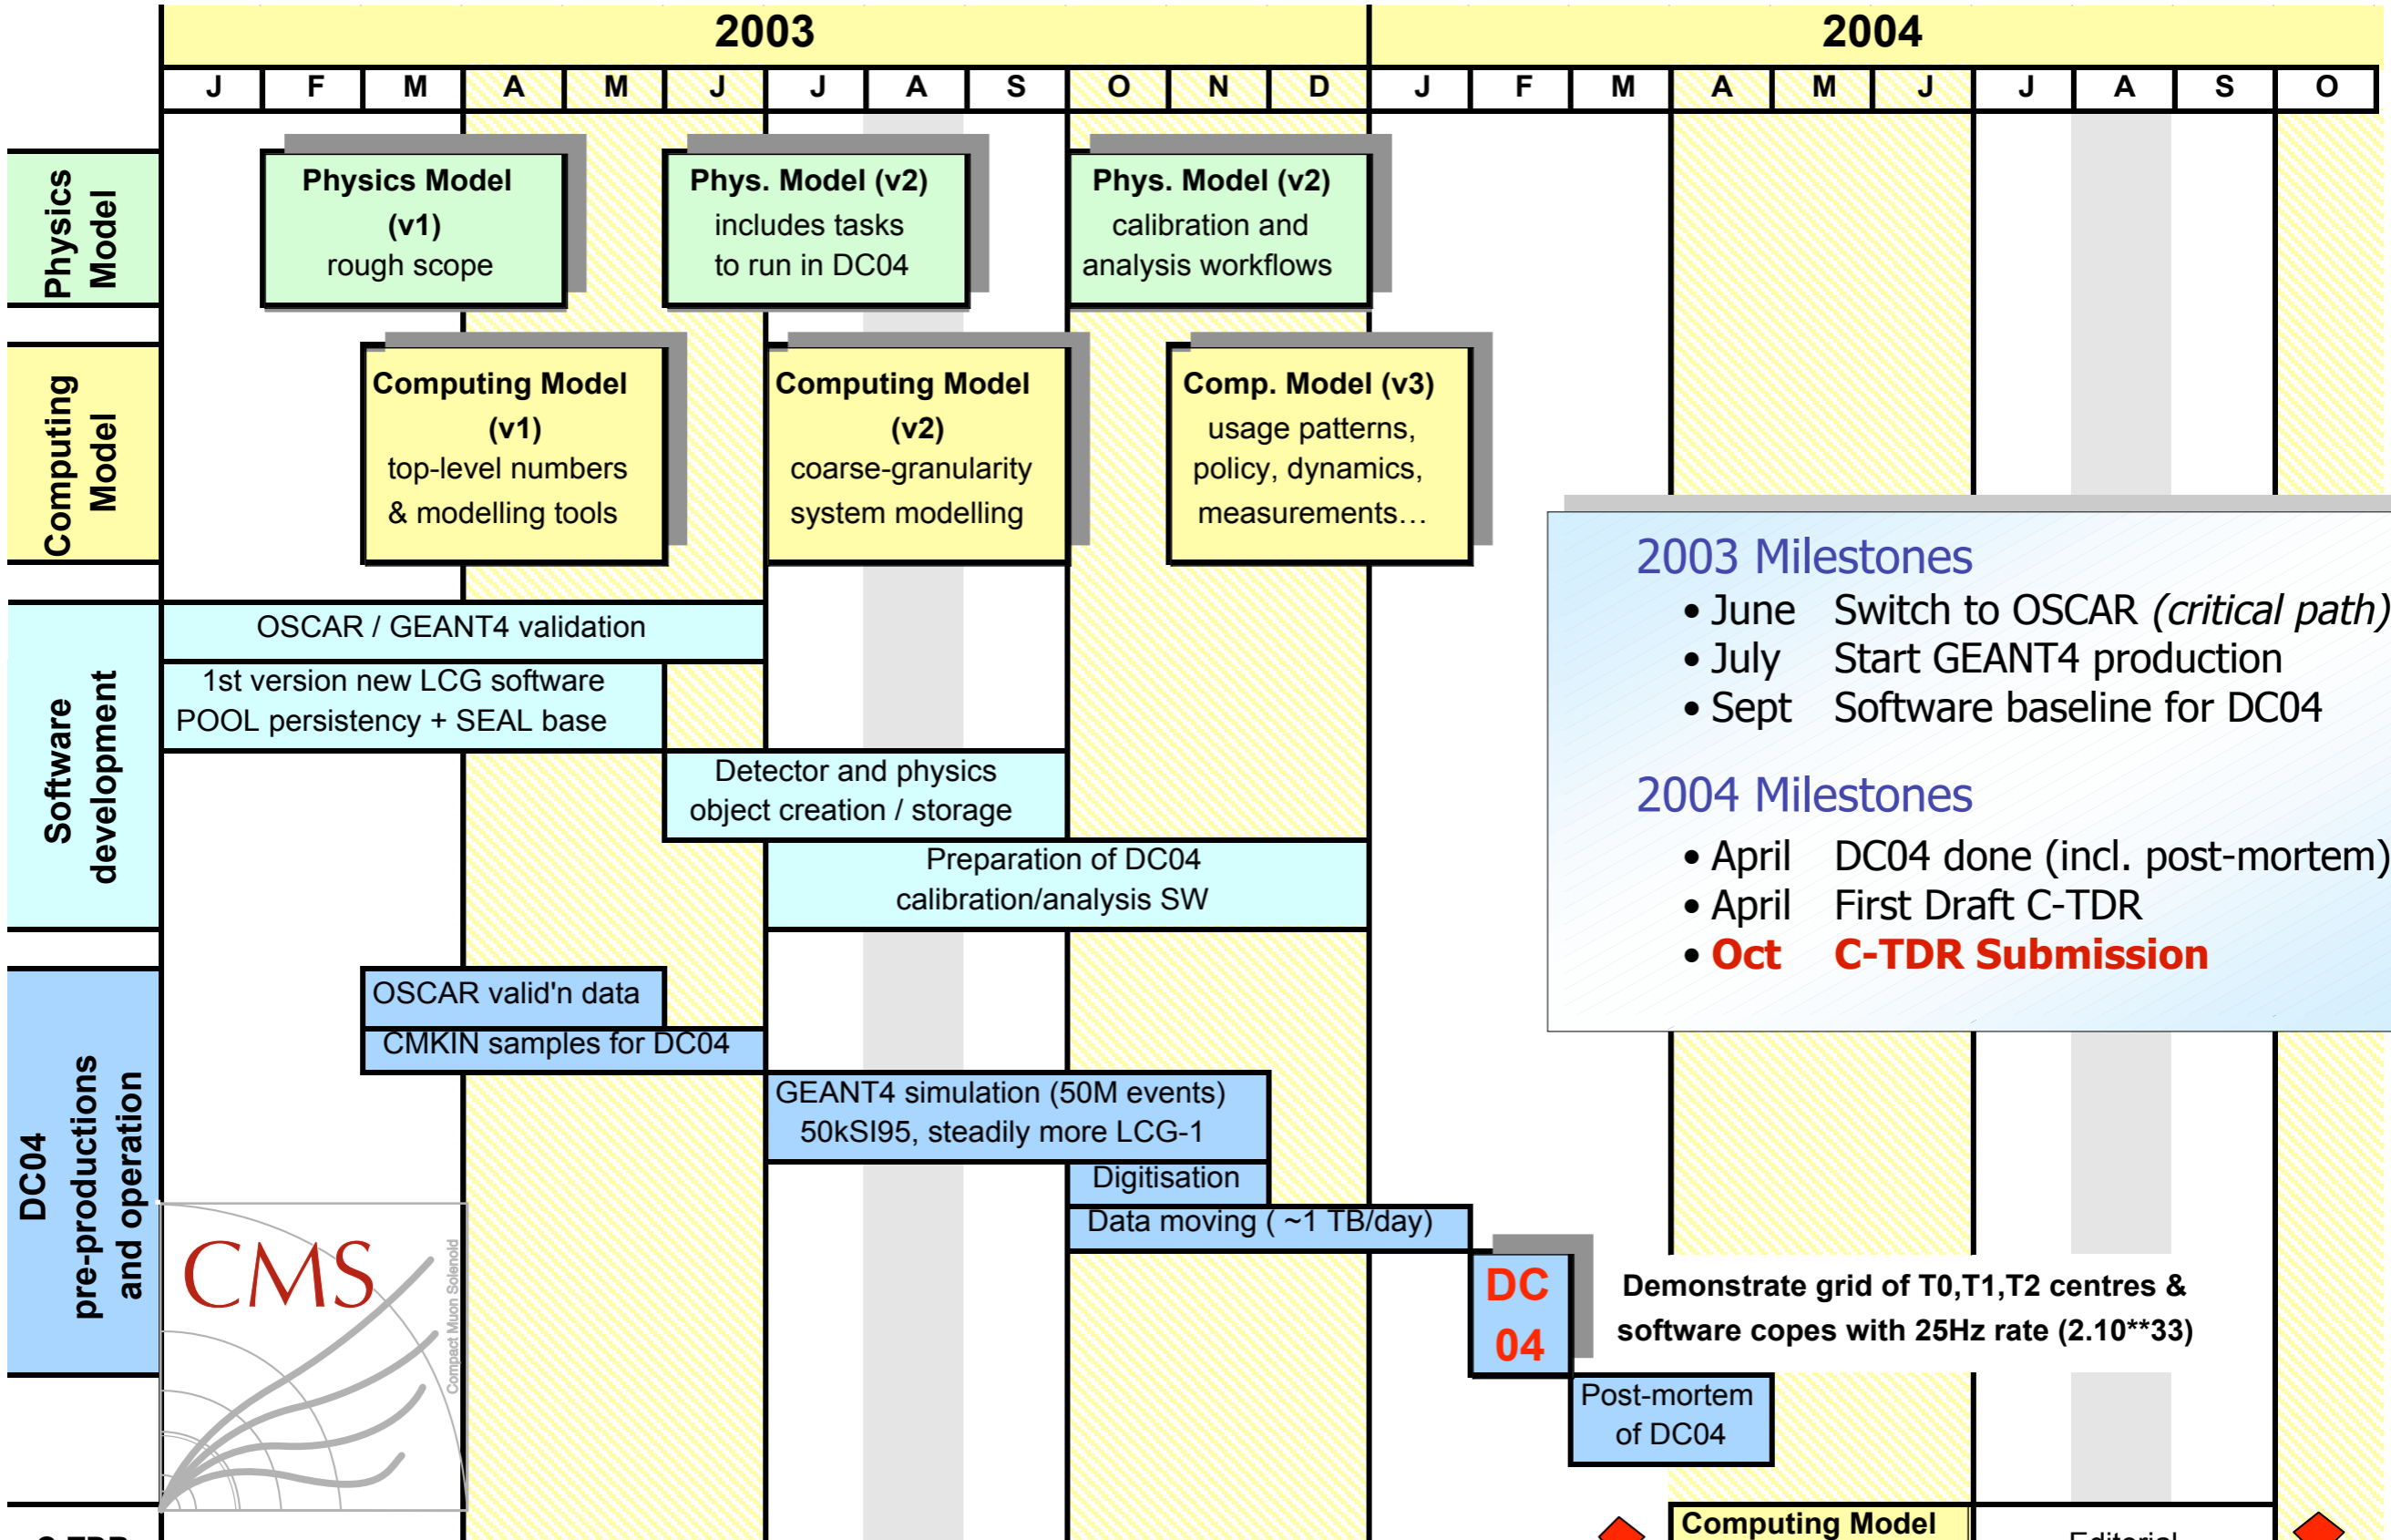 2003
2004
J F M A M J J A S O N D J F M A M J J A S O
Physics
Model
Physics Model
(v1)
rough scope
Phys. Model (v2)
includes tasks
to run in DC04
Phys. Model (v2)
calibration and
analysis workflows
Computing
Model
Computing Model
(v1)
top-level numbers
& modelling tools
Computing Model
(v2)
coarse-granularity
system modelling
Comp. Model (v3)
usage patterns,
policy, dynamics,
measurements…
2003 Milestones
• June Switch to OSCAR (critical path)
• July Start GEANT4 production
• Sept Software baseline for DC04
2004 Milestones
• April DC04 done (incl. post-mortem)
• April First Draft C-TDR
• Oct C-TDR Submission
Software
development
OSCAR / GEANT4 validation
1st version new LCG software
POOL persistency + SEAL base
Detector and physics
object creation / storage
Preparation of DC04
calibration/analysis SW
DC04
pre-productions
and operation
OSCAR valid'n data
CMKIN samples for DC04
GEANT4 simulation (50M events)
50kSI95, steadily more LCG-1
Digitisation
Data moving ( ~1 TB/day)
DC
04
Demonstrate grid of T0,T1,T2 centres &
software copes with 25Hz rate (2.10**33)
Post-mortem
of DC04
CMS
Compact Muon Solenoid
Computing Model
Editorial